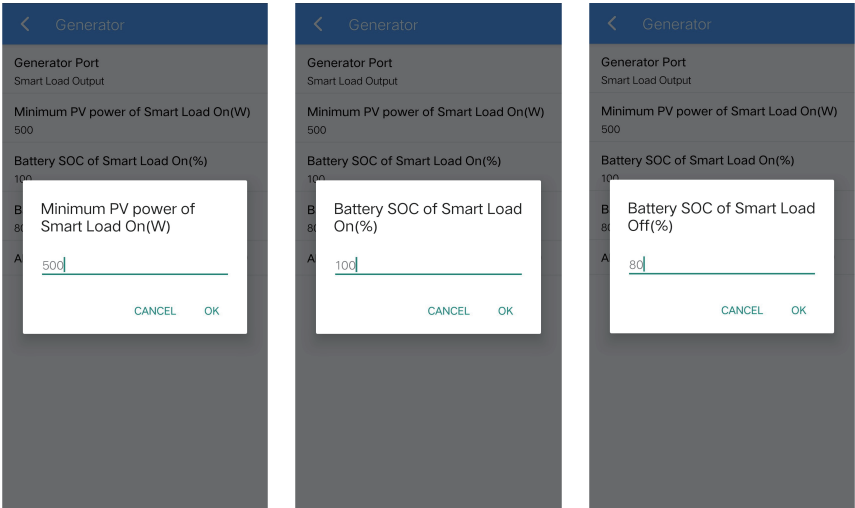 Generator
Generator Port
Smart Load Output
Minimum PV power of Smart Load On(W)
500
Battery SOC of Smart Load On(%)
100
Minimum PV power of
Smart Load On(W)
500
CANCEL OK
Generator
Generator Port
Smart Load Output
Minimum PV power of Smart Load On(W)
500
Battery SOC of Smart Load On(%)
100
Battery SOC of Smart Load
On(%)
100
CANCEL OK
Generator
Generator Port
Smart Load Output
Minimum PV power of Smart Load On(W)
500
Battery SOC of Smart Load On(%)
100
Battery SOC of Smart Load
Off(%)
80
CANCEL OK